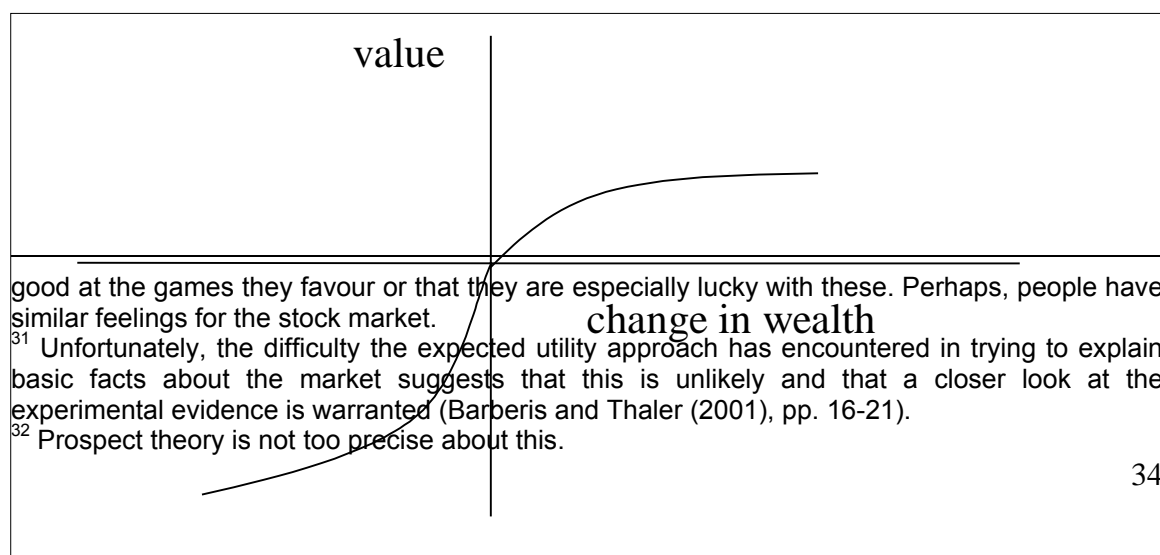 value
good at the games they favour or that they are especially lucky with these. Perhaps, people have
similar feelings for the stock market.
change in wealth
31 Unfortunately, the difficulty the expected utility approach has encountered in trying to explain
basic facts about the market suggests that this is unlikely and that a closer look at the
experimental evidence is warranted (Barberis and Thaler (2001), pp. 16-21).
32 Prospect theory is not too precise about this.
34